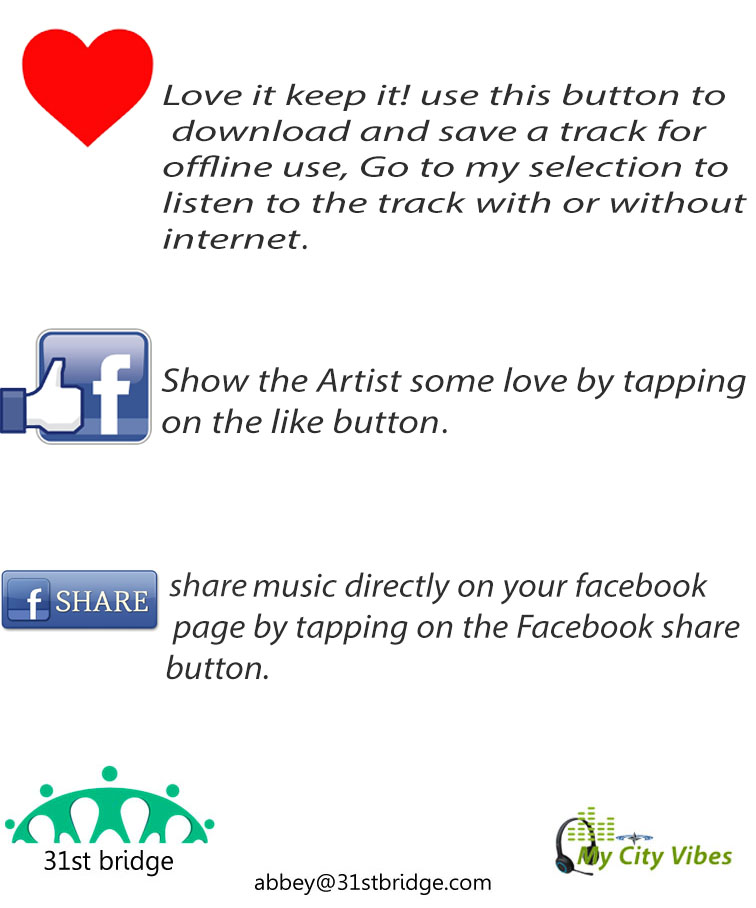 Love it keep it! use this button to
download and save a track for
offline use, Go to my selection to
listen to the track with or without
internet.
f
Show the Artist some love by tapping
on the like button.
f SHARE
share music directly on your facebook
page by tapping on the Facebook share
button.
31st bridge
My City Vibes
abbey@31stbridge.com